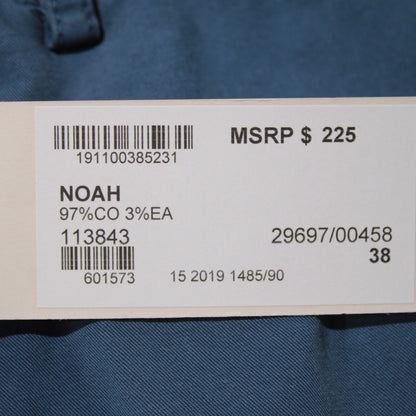 MSRP $ 225
191100385231
NOAH
97%CO 3%EA
113843 29697/00458
38
601573 15 2019 1485/90